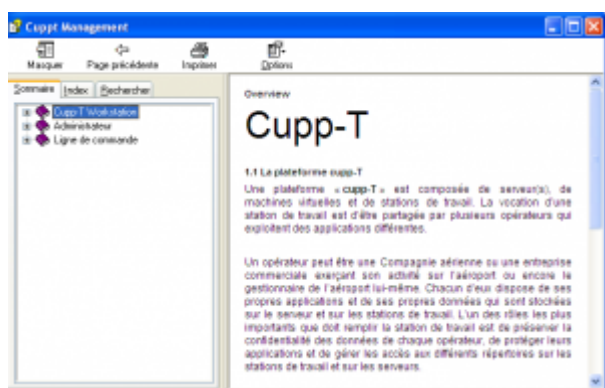 Cuppt Management
Masquer Page précédente Imprimer Options
Sommaire Index Rechercher
Cupp-T Workstation
Administrateur
Ligne de commande
Overview
Cupp-T
1.1 La plateforme cupp-T
Une plateforme « cupp-T » est composée de serveur(s), de
machines virtuelles et de stations de travail. La vocation d'une
station de travail est d'être partagée par plusieurs opérateurs qui
exploitent des applications différentes.
Un opérateur peut être une Compagnie aérienne ou une entreprise
commerciale exerçant son activité sur l'aéroport ou encore le
gestionnaire de l'aéroport lui-même. Chacun d'eux dispose de ses
propres applications et de ses propres données qui sont stockées
sur le serveur et sur les stations de travail. L'un des rôles les plus
importants que doit remplir la station de travail est de préserver la
confidentialité des données de chaque opérateur, de protéger leurs
applications et de gérer les accès aux différents répertoires sur les
stations de travail et sur les serveurs.